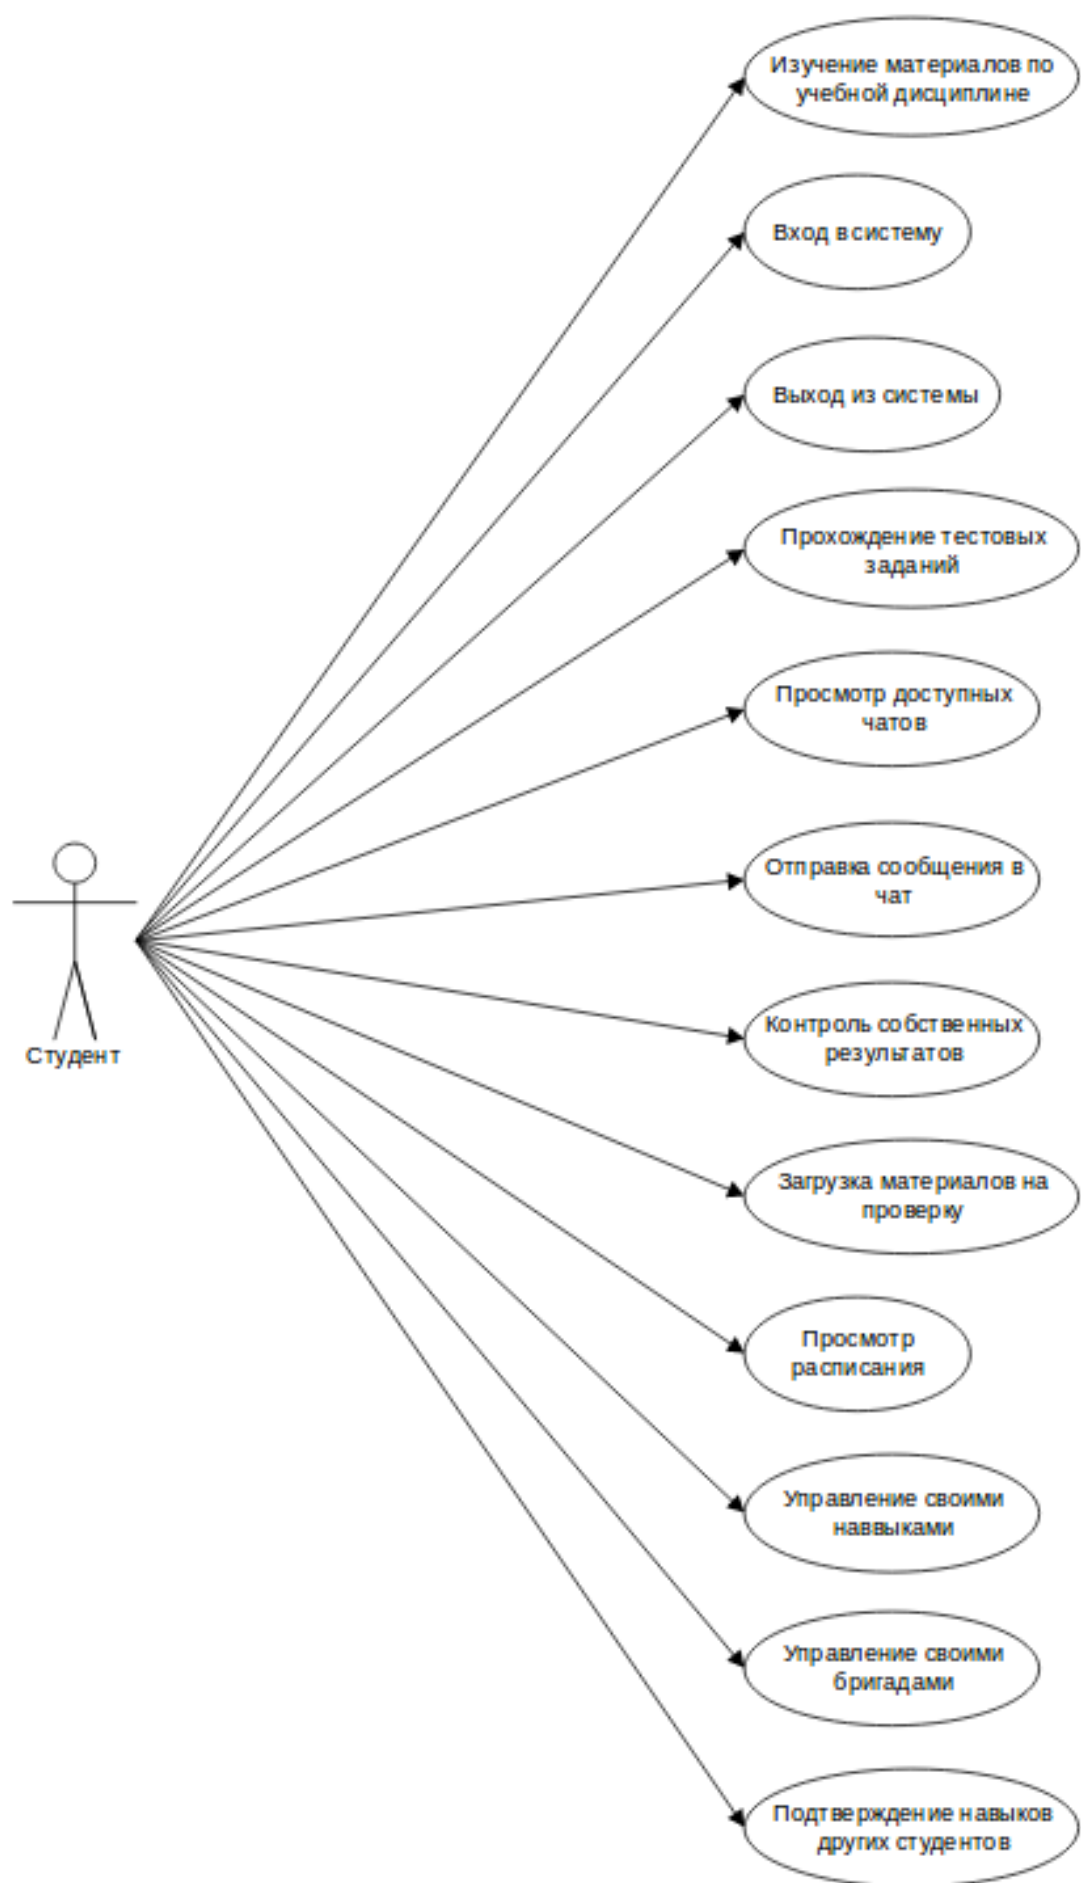 Изучение материалов по
учебной дисциплине
Вход в систему
Выход из системы
Прохождение тестовых
заданий
Просмотр доступных
чатов
Отправка сообщения в
чат
Контроль собственных
результатов
Студент
Загрузка материалов на
проверку
Просмотр
расписания
Управление своими
наввыками
Управление своими
бригадами
Подтверждение навыков
других студентов